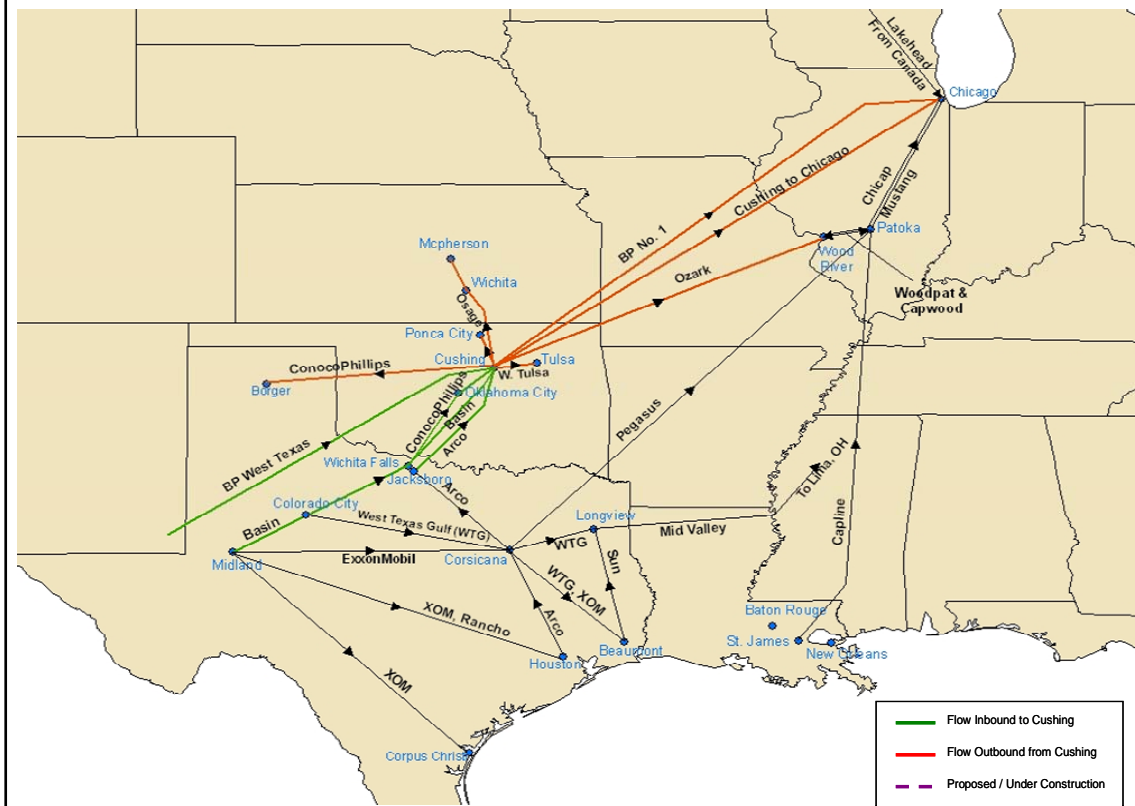 Lakehead
From Canada
Chicago
Chicap
Mustang
Cushing to Chicago
BP No. 1
Patoka
Wood
River
Ozark
Woodpat &
Capwood
Mcpherson
Wichita
Osage
Ponca City
Cushing
Tulsa
W. Tulsa
ConocoPhillips
Borger
Oklahoma City
ConocoPhillips
Basin
Arco
BP West Texas
Wichita Falls
Jacksboro
Pegasus
To Lima, OH
Capline
Arco
Colorado City
Basin
West Texas Gulf (WTG)
Longview
Mid Valley
WTG
Midland
ExxonMobil
Corsicana
Sun
WTG, XOM
Arco
XOM, Rancho
Houston
Beaumont
Baton Rouge
St. James
New Orleans
XOM
Corpus Christi
Flow Inbound to Cushing
Flow Outbound from Cushing
Proposed / Under Construction